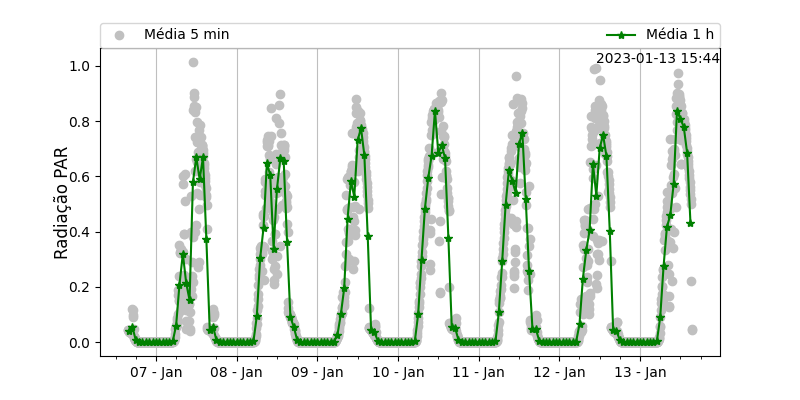 Média 5 min
Média 1 h
2023-01-13 15:44
Radiação PAR
1.0
0.8
0.6
0.4
0.2
0.0
07 - Jan
08 - Jan
09 - Jan
10 - Jan
11 - Jan
12 - Jan
13 - Jan